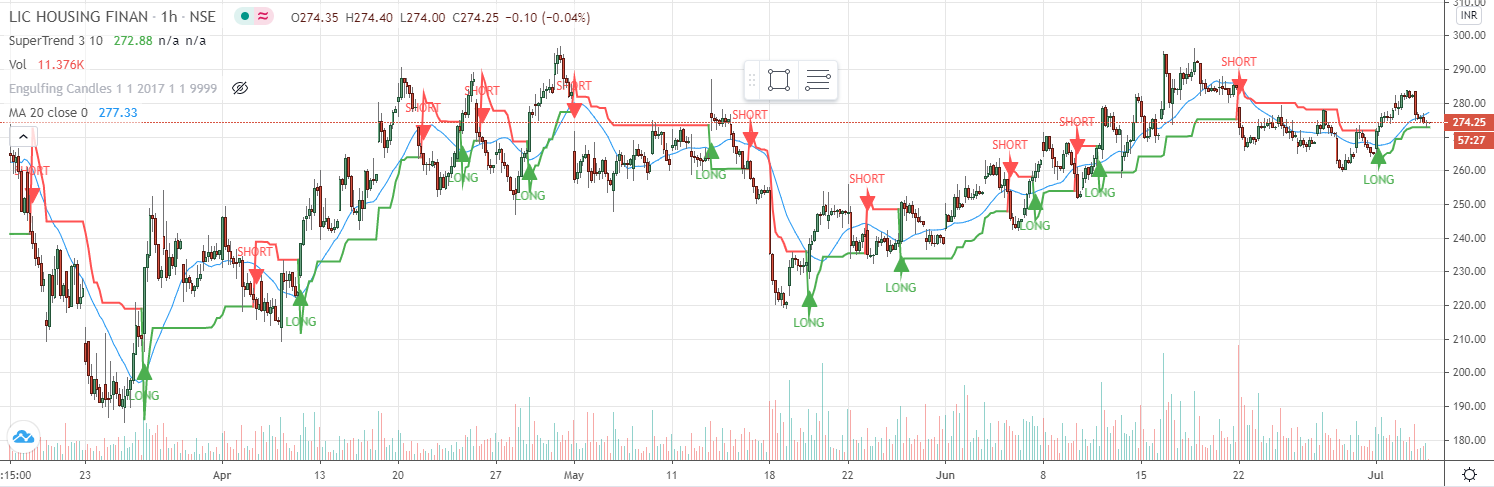 LIC HOUSING FINAN · 1h · NSE O274.35 H274.40 L274.00 C274.25 −0.10 (−0.04%)
SuperTrend 3 10 272.88 n/a n/a
Vol 11.376K
Engulfing Candles 1 1 2017 1 1 9999
MA 20 close 0 277.33
310.00
INR
300.00
290.00
280.00
274.25
57:27
270.00
260.00
250.00
240.00
230.00
220.00
210.00
200.00
190.00
180.00
SHORT
LONG
SHORT
LONG
SHORT
LONG
SHORT
LONG
SHORT
LONG
SHORT
LONG
SHORT
LONG
SHORT
LONG
SHORT
LONG
SHORT
LONG
:15:00 23 Apr 13 20 27 May 11 18 22 Jun 8 15 22 Jul